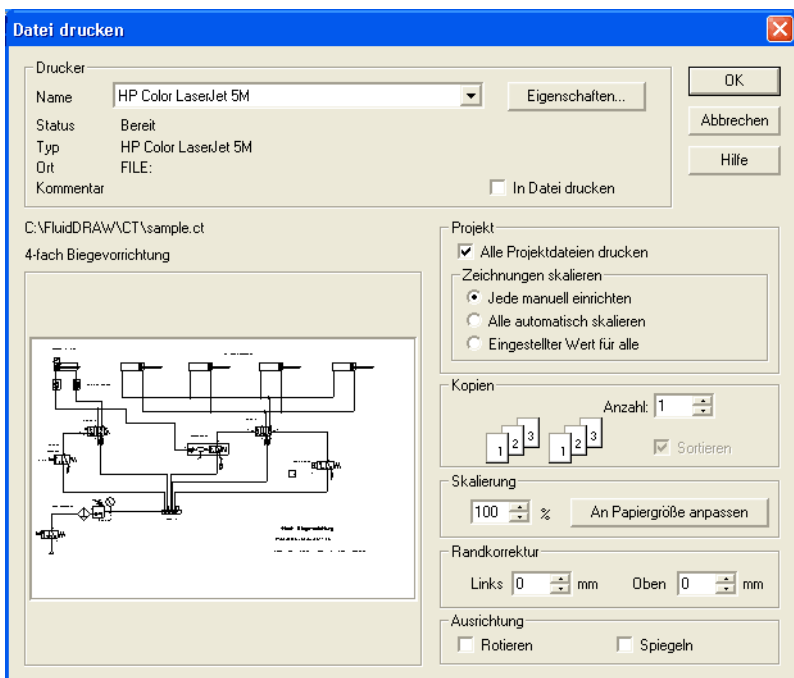 Datei drucken
Drucker
Name HP Color LaserJet 5M Eigenschaften...
Status Bereit
Typ HP Color LaserJet 5M
Ort FILE:
Kommentar In Datei drucken
OK
Abbrechen
Hilfe
C:\FluidDRAW\CT\sample.ct
4-fach Biegevorrichtung
Projekt
Alle Projektdateien drucken
Zeichnungen skalieren
Jede manuell einrichten
Alle automatisch skalieren
Eingestellter Wert für alle
Kopien
Anzahl: 1
1 2 3 1 2 3
Sortieren
Skalierung
100 % An Papiergröße anpassen
Randkorrektur
Links 0 mm Oben 0 mm
Ausrichtung
Rotieren Spiegeln